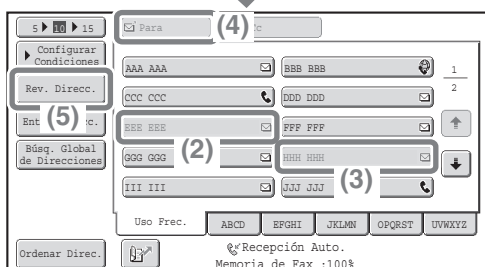 5 10 15
Para
(4)
c
Configurar
Condiciones
AAA AAA
BBB BBB
1
2
Rev. Direcc.
CCC CCC
DDD DDD
(5)
Ent c.
EEE EEE
FFF FFF
(2)
Búsq. Global
de Direcciones
GGG GGG
HHH HHH
(3)
III III
JJJ JJJ
Uso Frec.
ABCD
EFGHI
JKLMN
OPQRST
UVWXYZ
Ordenar Direc.
Recepción Auto.
Memoria de Fax :100%